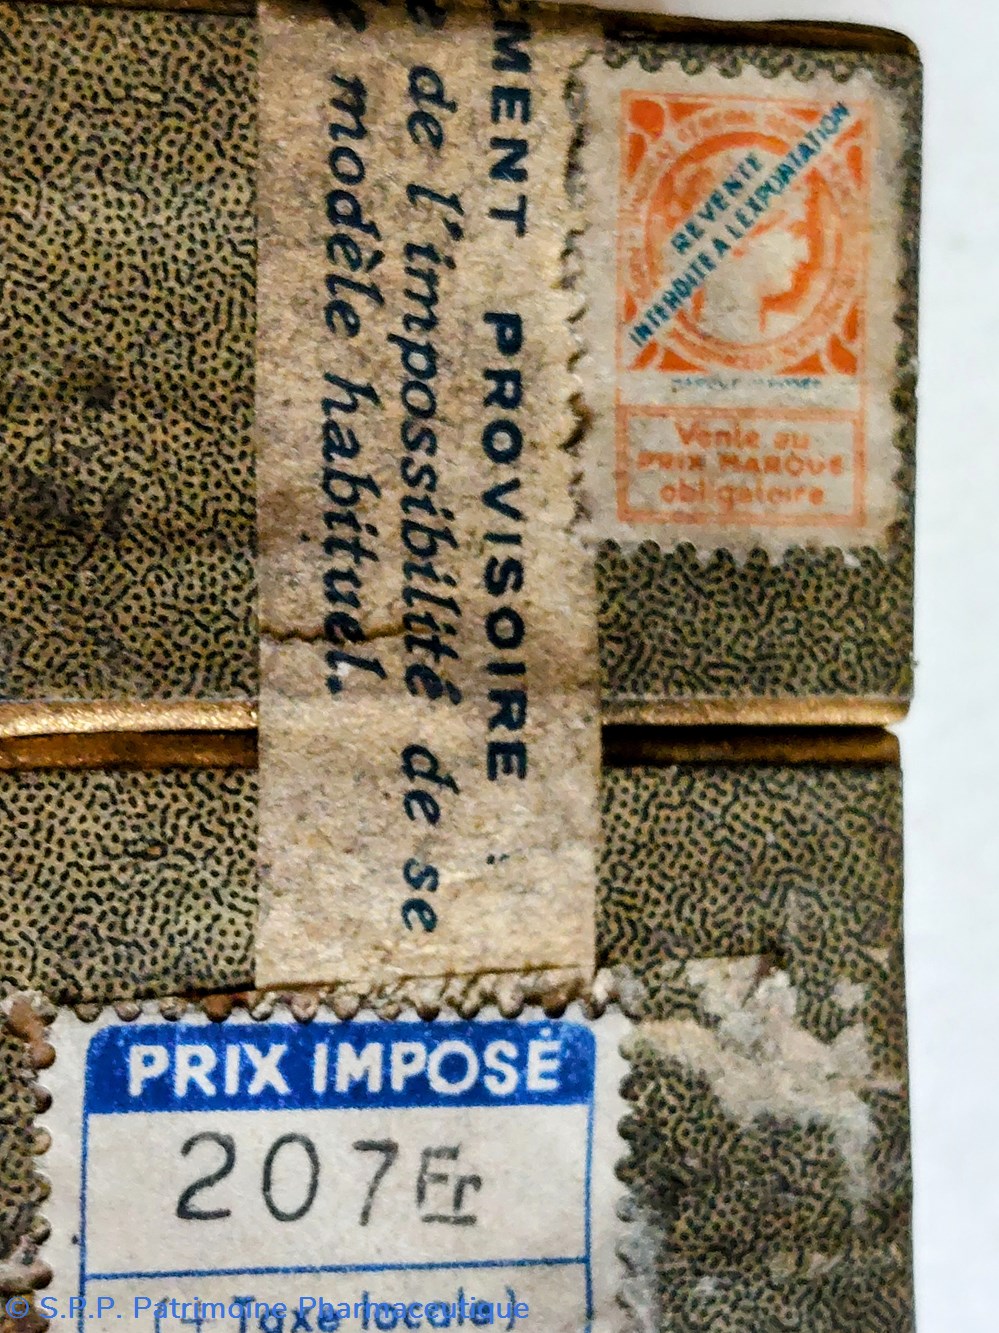 MENT PROVISOIRE
e de l'impossibilité de se
modèle habituel.
REVENTE
INTERDITE A L'EXPORTATION
Vente au
PRIX MARQUÉ
obligatoire
PRIX IMPOSÉ
207 Fr
(+ Taxe locale)
© S.P.P. Patrimoine Pharmaceutique